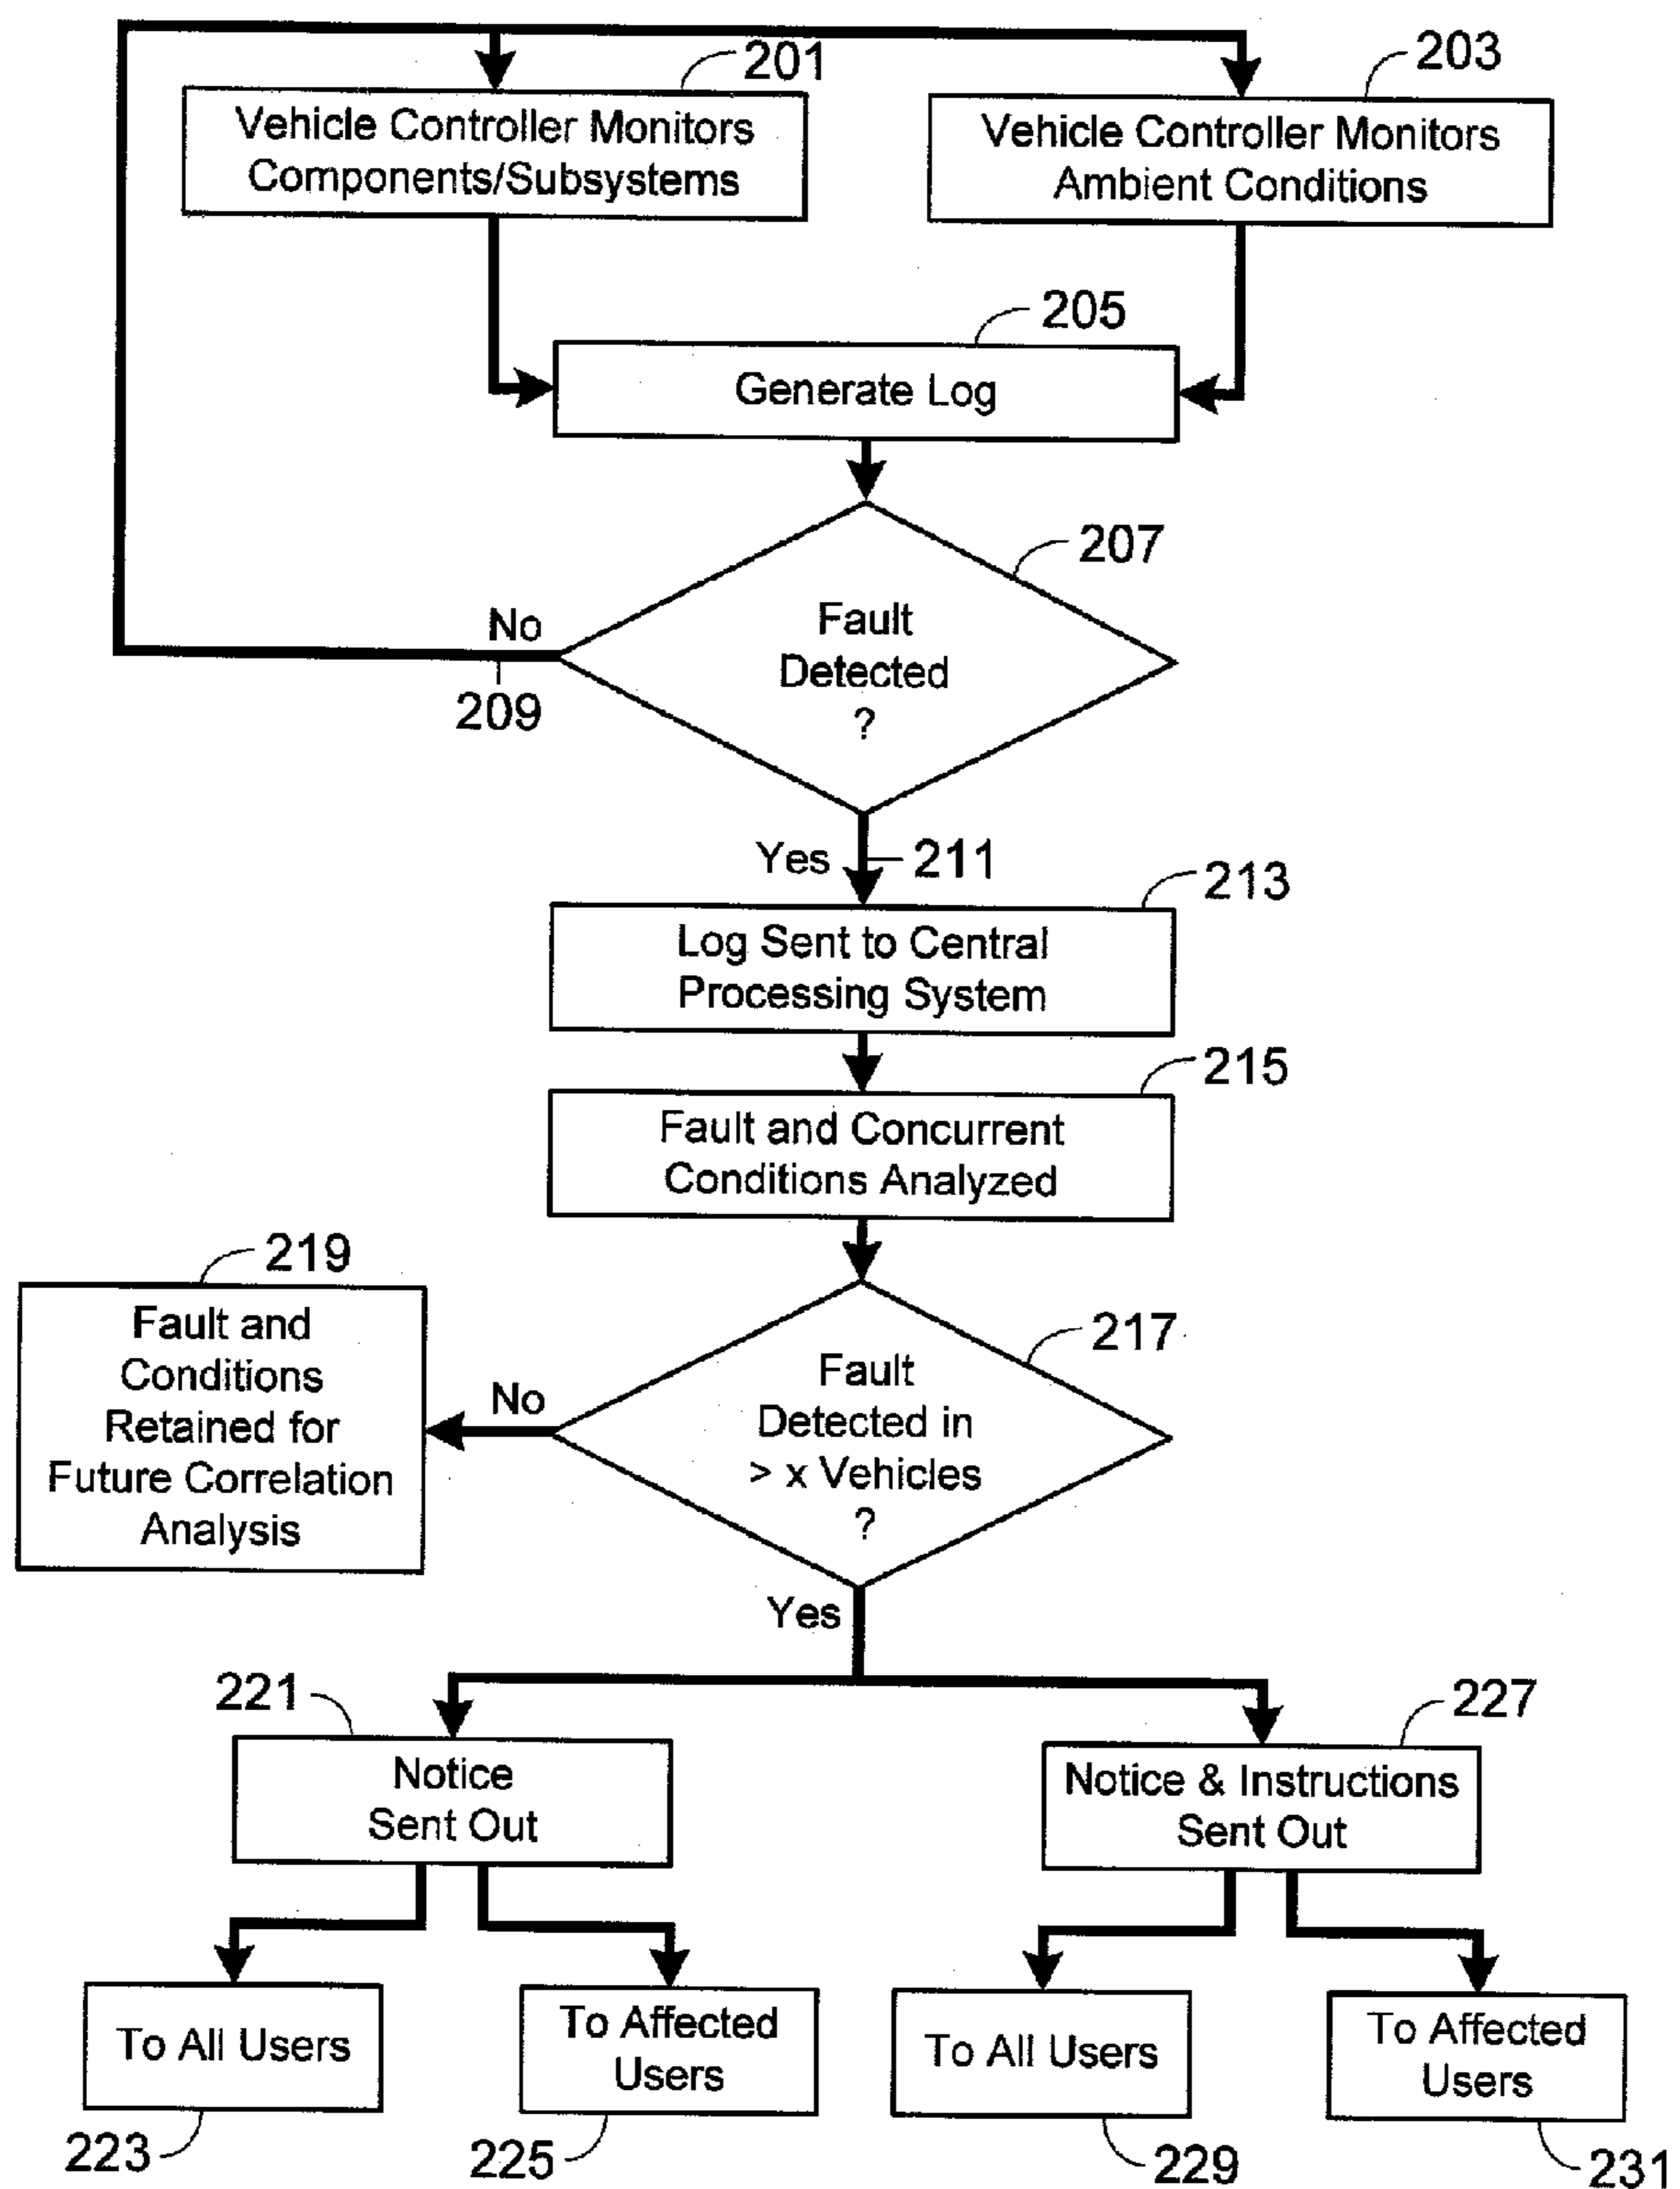 201
203
Vehicle Controller Monitors
Components/Subsystems
Vehicle Controller Monitors
Ambient Conditions
205
Generate Log
207
Fault
Detected
?
No
209
Yes
211
213
Log Sent to Central
Processing System
215
Fault and Concurrent
Conditions Analyzed
219
Fault and
Conditions
Retained for
Future Correlation
Analysis
217
Fault
Detected in
> x Vehicles
?
No
Yes
221
227
Notice
Sent Out
Notice & Instructions
Sent Out
To All Users
To Affected
Users
To All Users
To Affected
Users
223
225
229
231